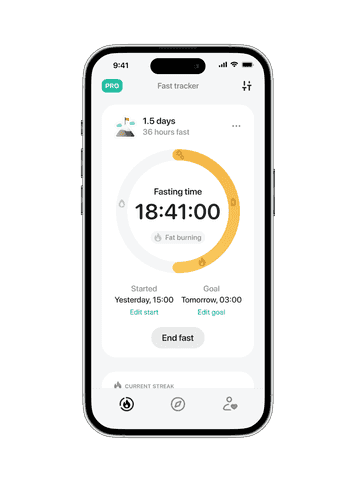 9:41
PRO
Fast tracker
1.5 days
36 hours fast
Fasting time
18:41:00
Fat burning
Started
Goal
Yesterday, 15:00
Tomorrow, 03:00
Edit start
Edit goal
End fast
CURRENT STREAK